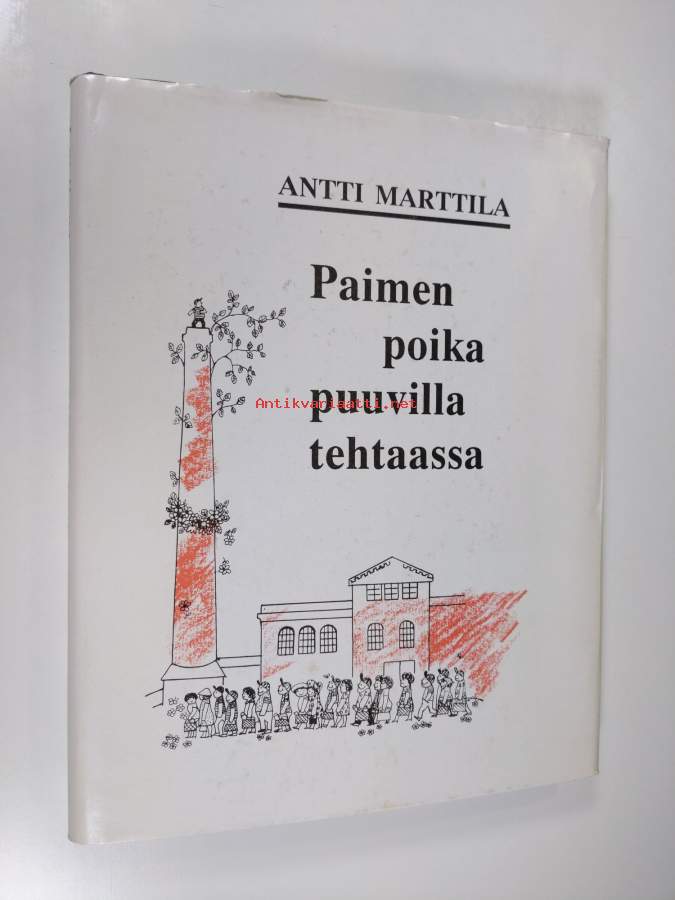 ANTTI MARTTILA
Paimen
poika
Antikvariaatti.net
puuvilla
tehtaassa